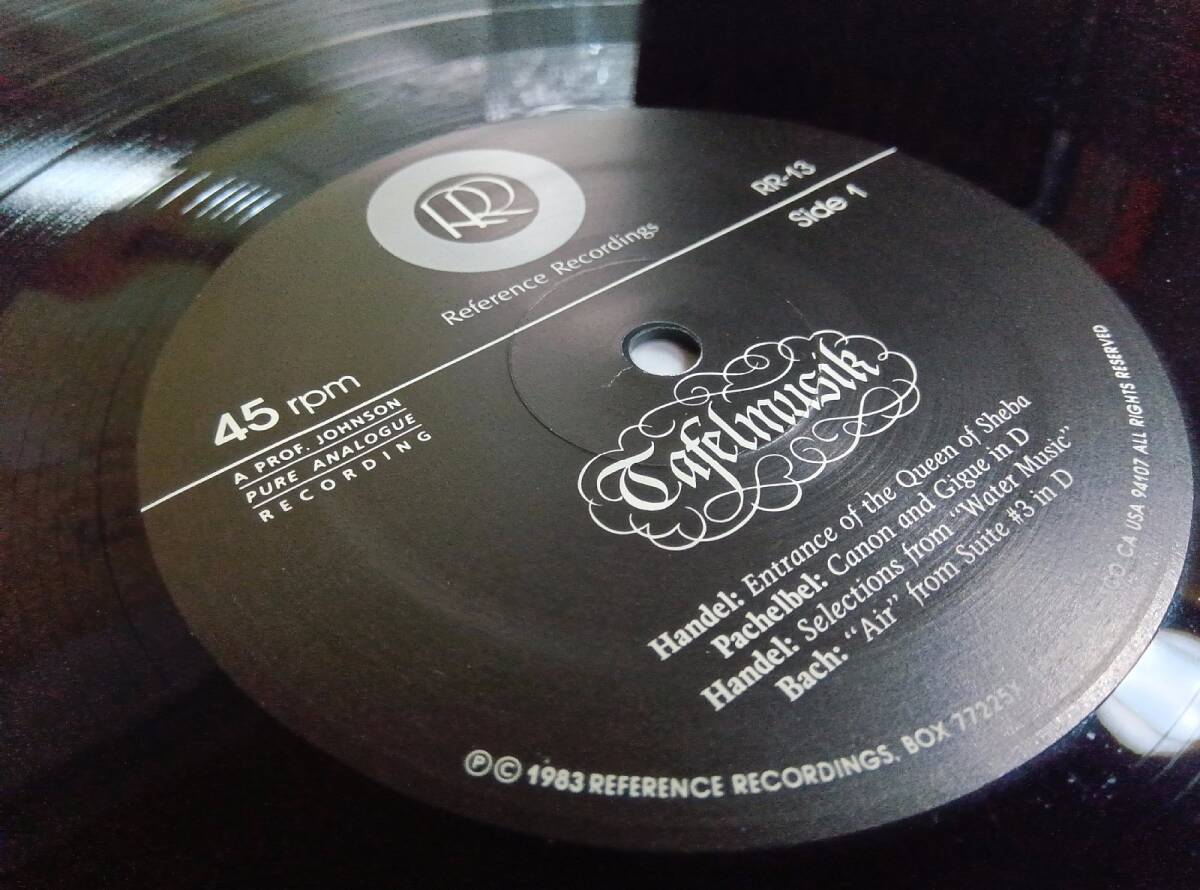 RR
Reference Recordings
RR-13
Side 1
45 rpm
A PROF. JOHNSON
PURE ANALOGUE
RECORDING
Tafelmusik
Handel: Entrance of the Queen of Sheba
Pachelbel: Canon and Gigue in D
Handel: Selections from "Water Music"
Bach: "Air" from Suite #3 in D
Ⓟ © 1983 REFERENCE RECORDINGS, BOX 77225X
CA USA 94107 ALL RIGHTS RESERVED